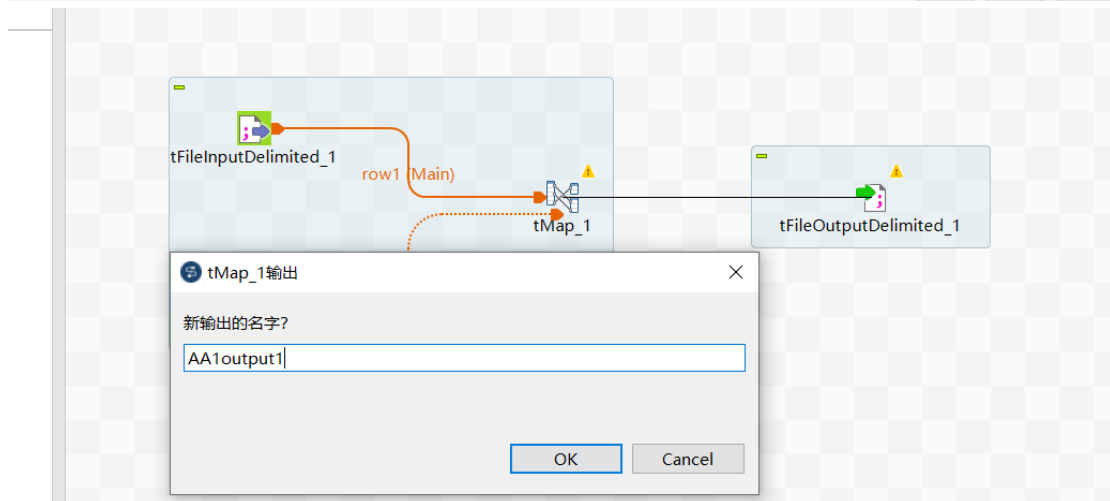 tFileInputDelimited_1
row1 (Main)
tMap_1
tFileOutputDelimited_1
tMap_1输出
新输出的名字?
AA1output1
OK
Cancel